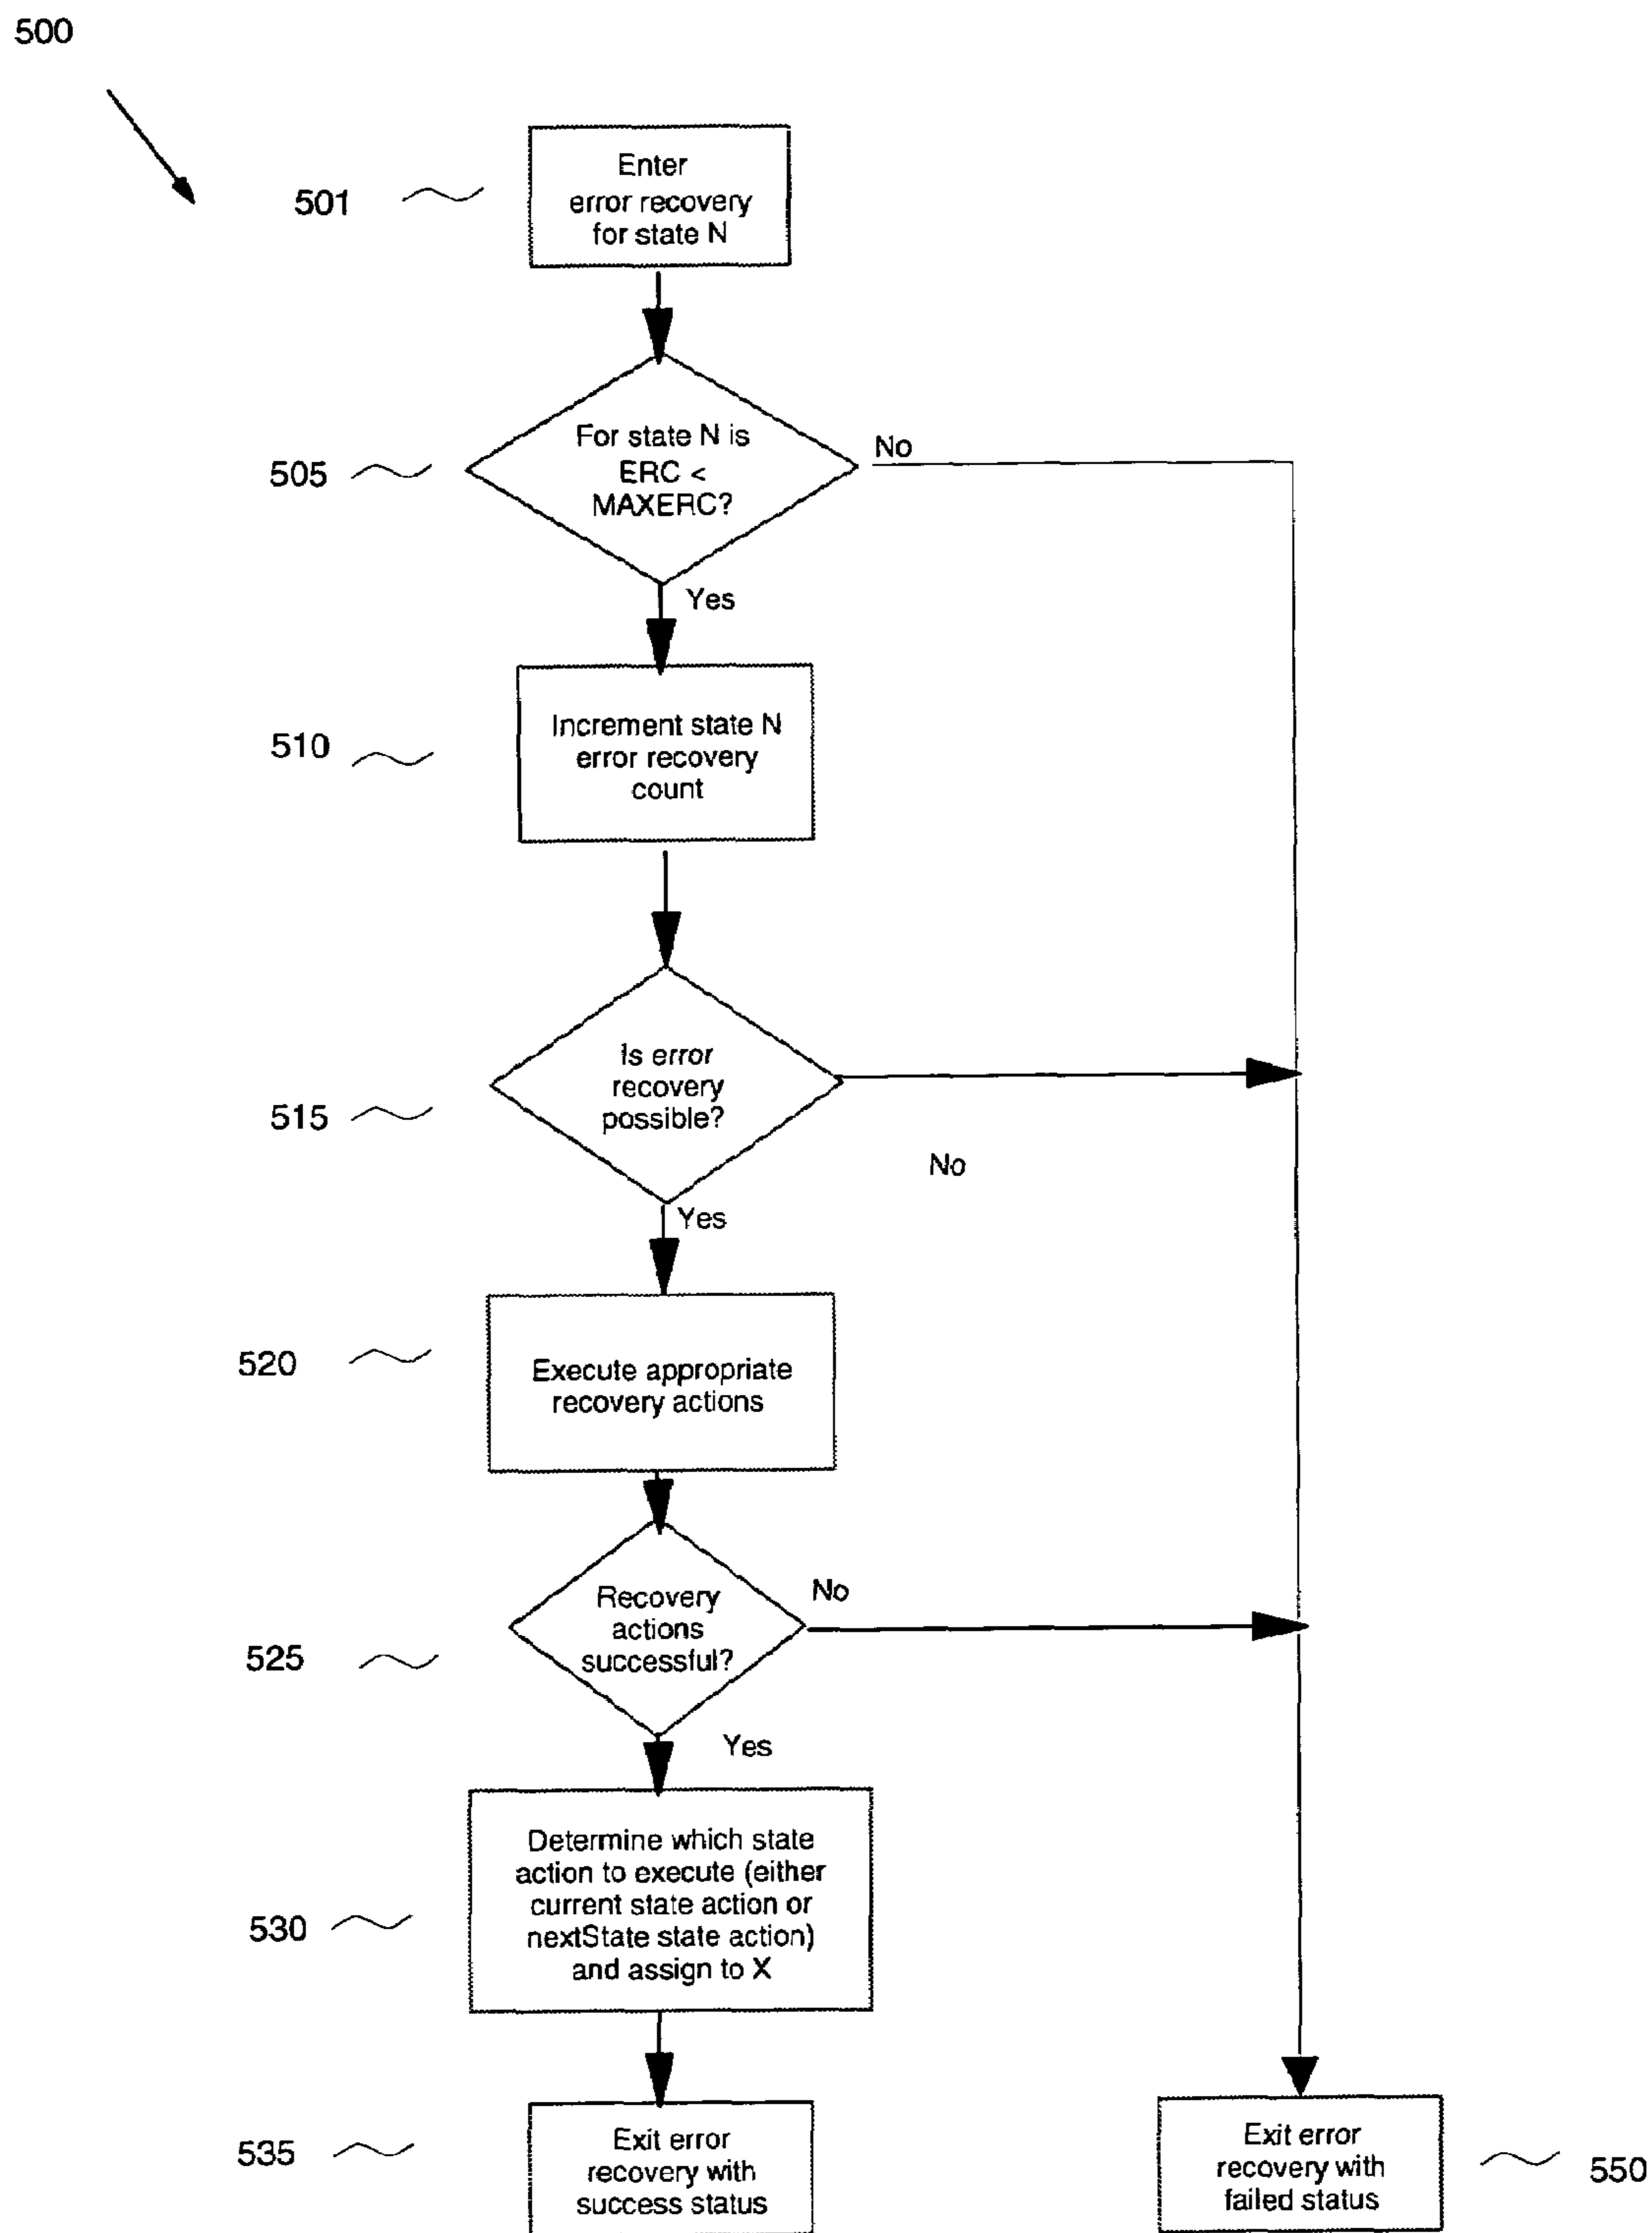 500
501
Enter
error recovery
for state N
505
For state N is
ERC <
MAXERC?
No
Yes
510
Increment state N
error recovery
count
515
Is error
recovery
possible?
No
Yes
520
Execute appropriate
recovery actions
525
Recovery
actions
successful?
No
Yes
530
Determine which state
action to execute (either
current state action or
nextState state action)
and assign to X
535
Exit error
recovery with
success status
Exit error
recovery with
failed status
550